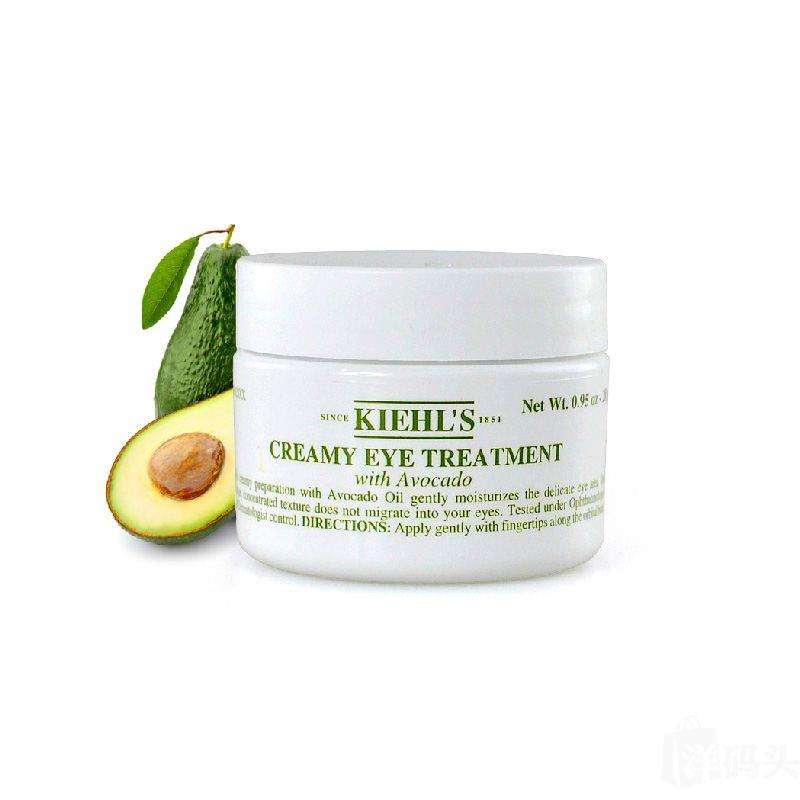 SINCE KIEHL'S 1851
Net Wt. 0.95 oz
CREAMY EYE TREATMENT
with Avocado
preparation with Avocado Oil gently moisturizes the delicate eye area.
concentrated texture does not migrate into your eyes. Tested under
control. DIRECTIONS: Apply gently with fingertips along the
码头